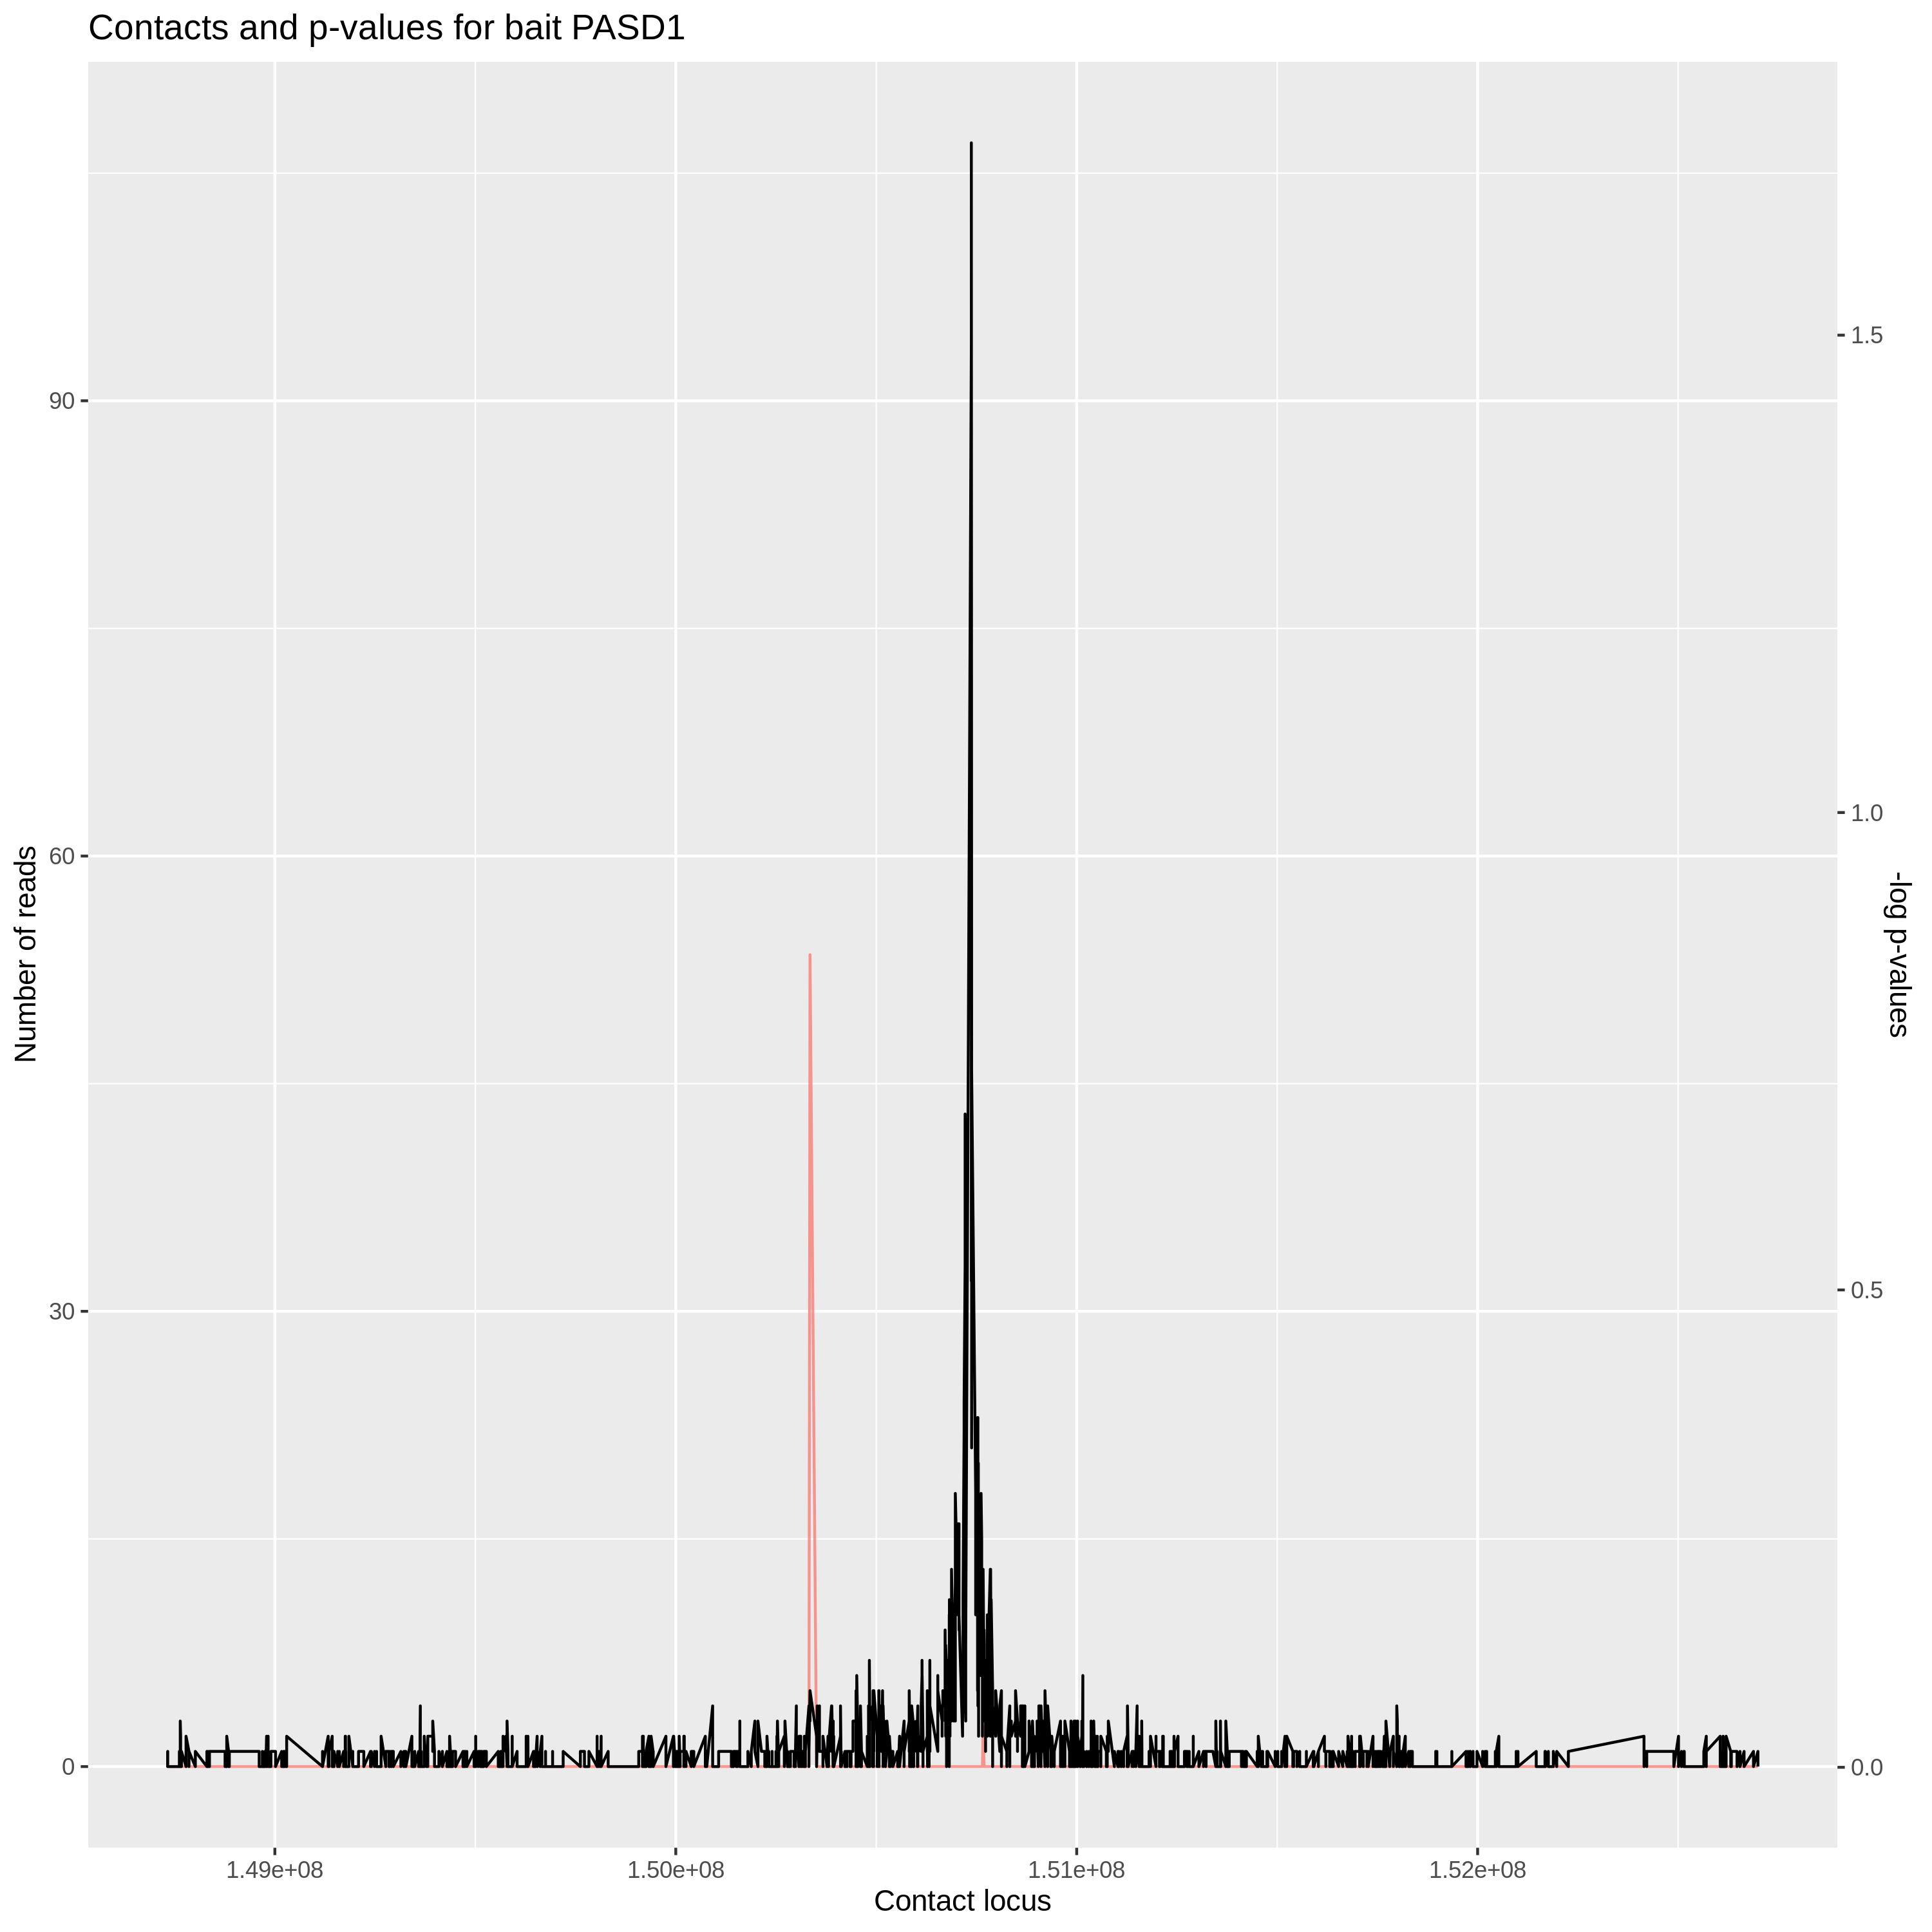 Contacts and p-values for bait PASD1
90
60
30
0
Number of reads
1.5
1.0
0.5
0.0
-log p-values
1.49e+08
1.50e+08
1.51e+08
1.52e+08
Contact locus